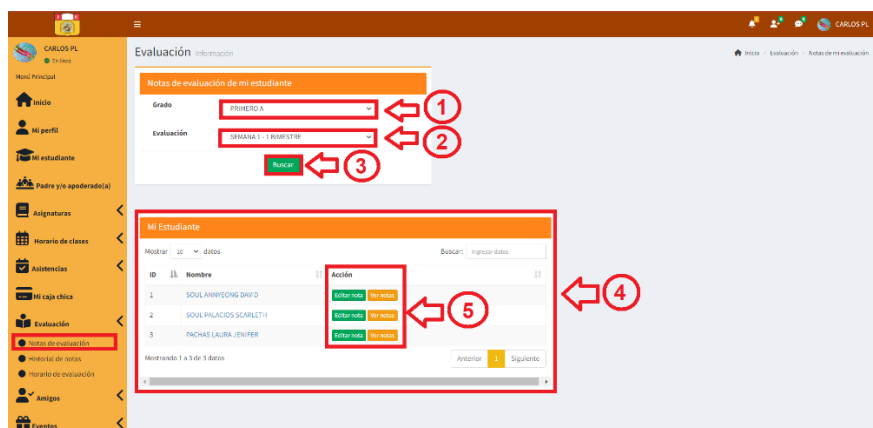 CARLOS PL
CARLOS PL
En línea
Menú Principal
Inicio
Mi perfil
Mi estudiante
Padre y/o apoderado(a)
Asignaturas
Horario de clases
Asistencias
Mi caja chica
Evaluación
Notas de evaluación
Historial de notas
Horario de evaluación
Amigos
Eventos
Evaluación Información
Inicio > Evaluación > Notas de mi evaluación
Notas de evaluación de mi estudiante
Grado PRIMERO A 1
Evaluación SEMANA 1 - 1 BIMESTRE 2
Buscar 3
Mi Estudiante
Mostrar 10 datos Buscar: Ingresar datos
ID Nombre Acción
1 SOUL ANNYEONG DAVID Editar nota Ver notas
2 SOUL PALACIOS SCARLETH Editar nota Ver notas
3 PACHAS LAURA JENIFER Editar nota Ver notas
Mostrando 1 a 3 de 3 datos Anterior 1 Siguiente
4
5